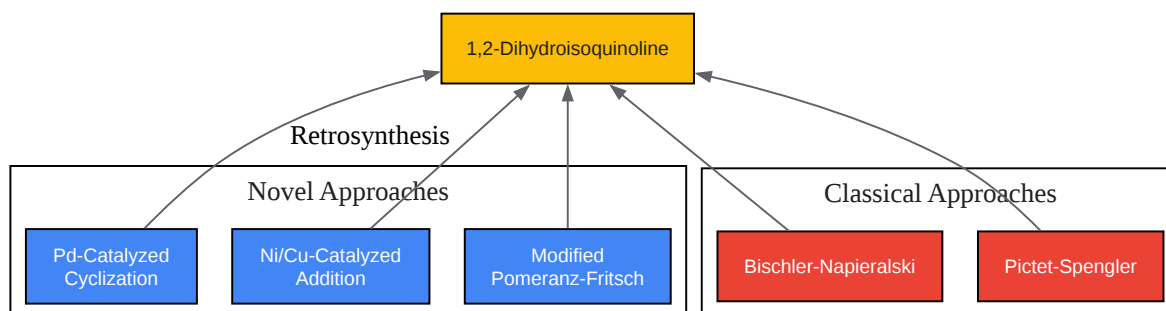 1,2-Dihydroisoquinoline
Retrosynthesis
Novel Approaches
Classical Approaches
Pd-Catalyzed
Cyclization
Ni/Cu-Catalyzed
Addition
Modified
Pomeranz-Fritsch
Bischler-Napieralski
Pictet-Spengler